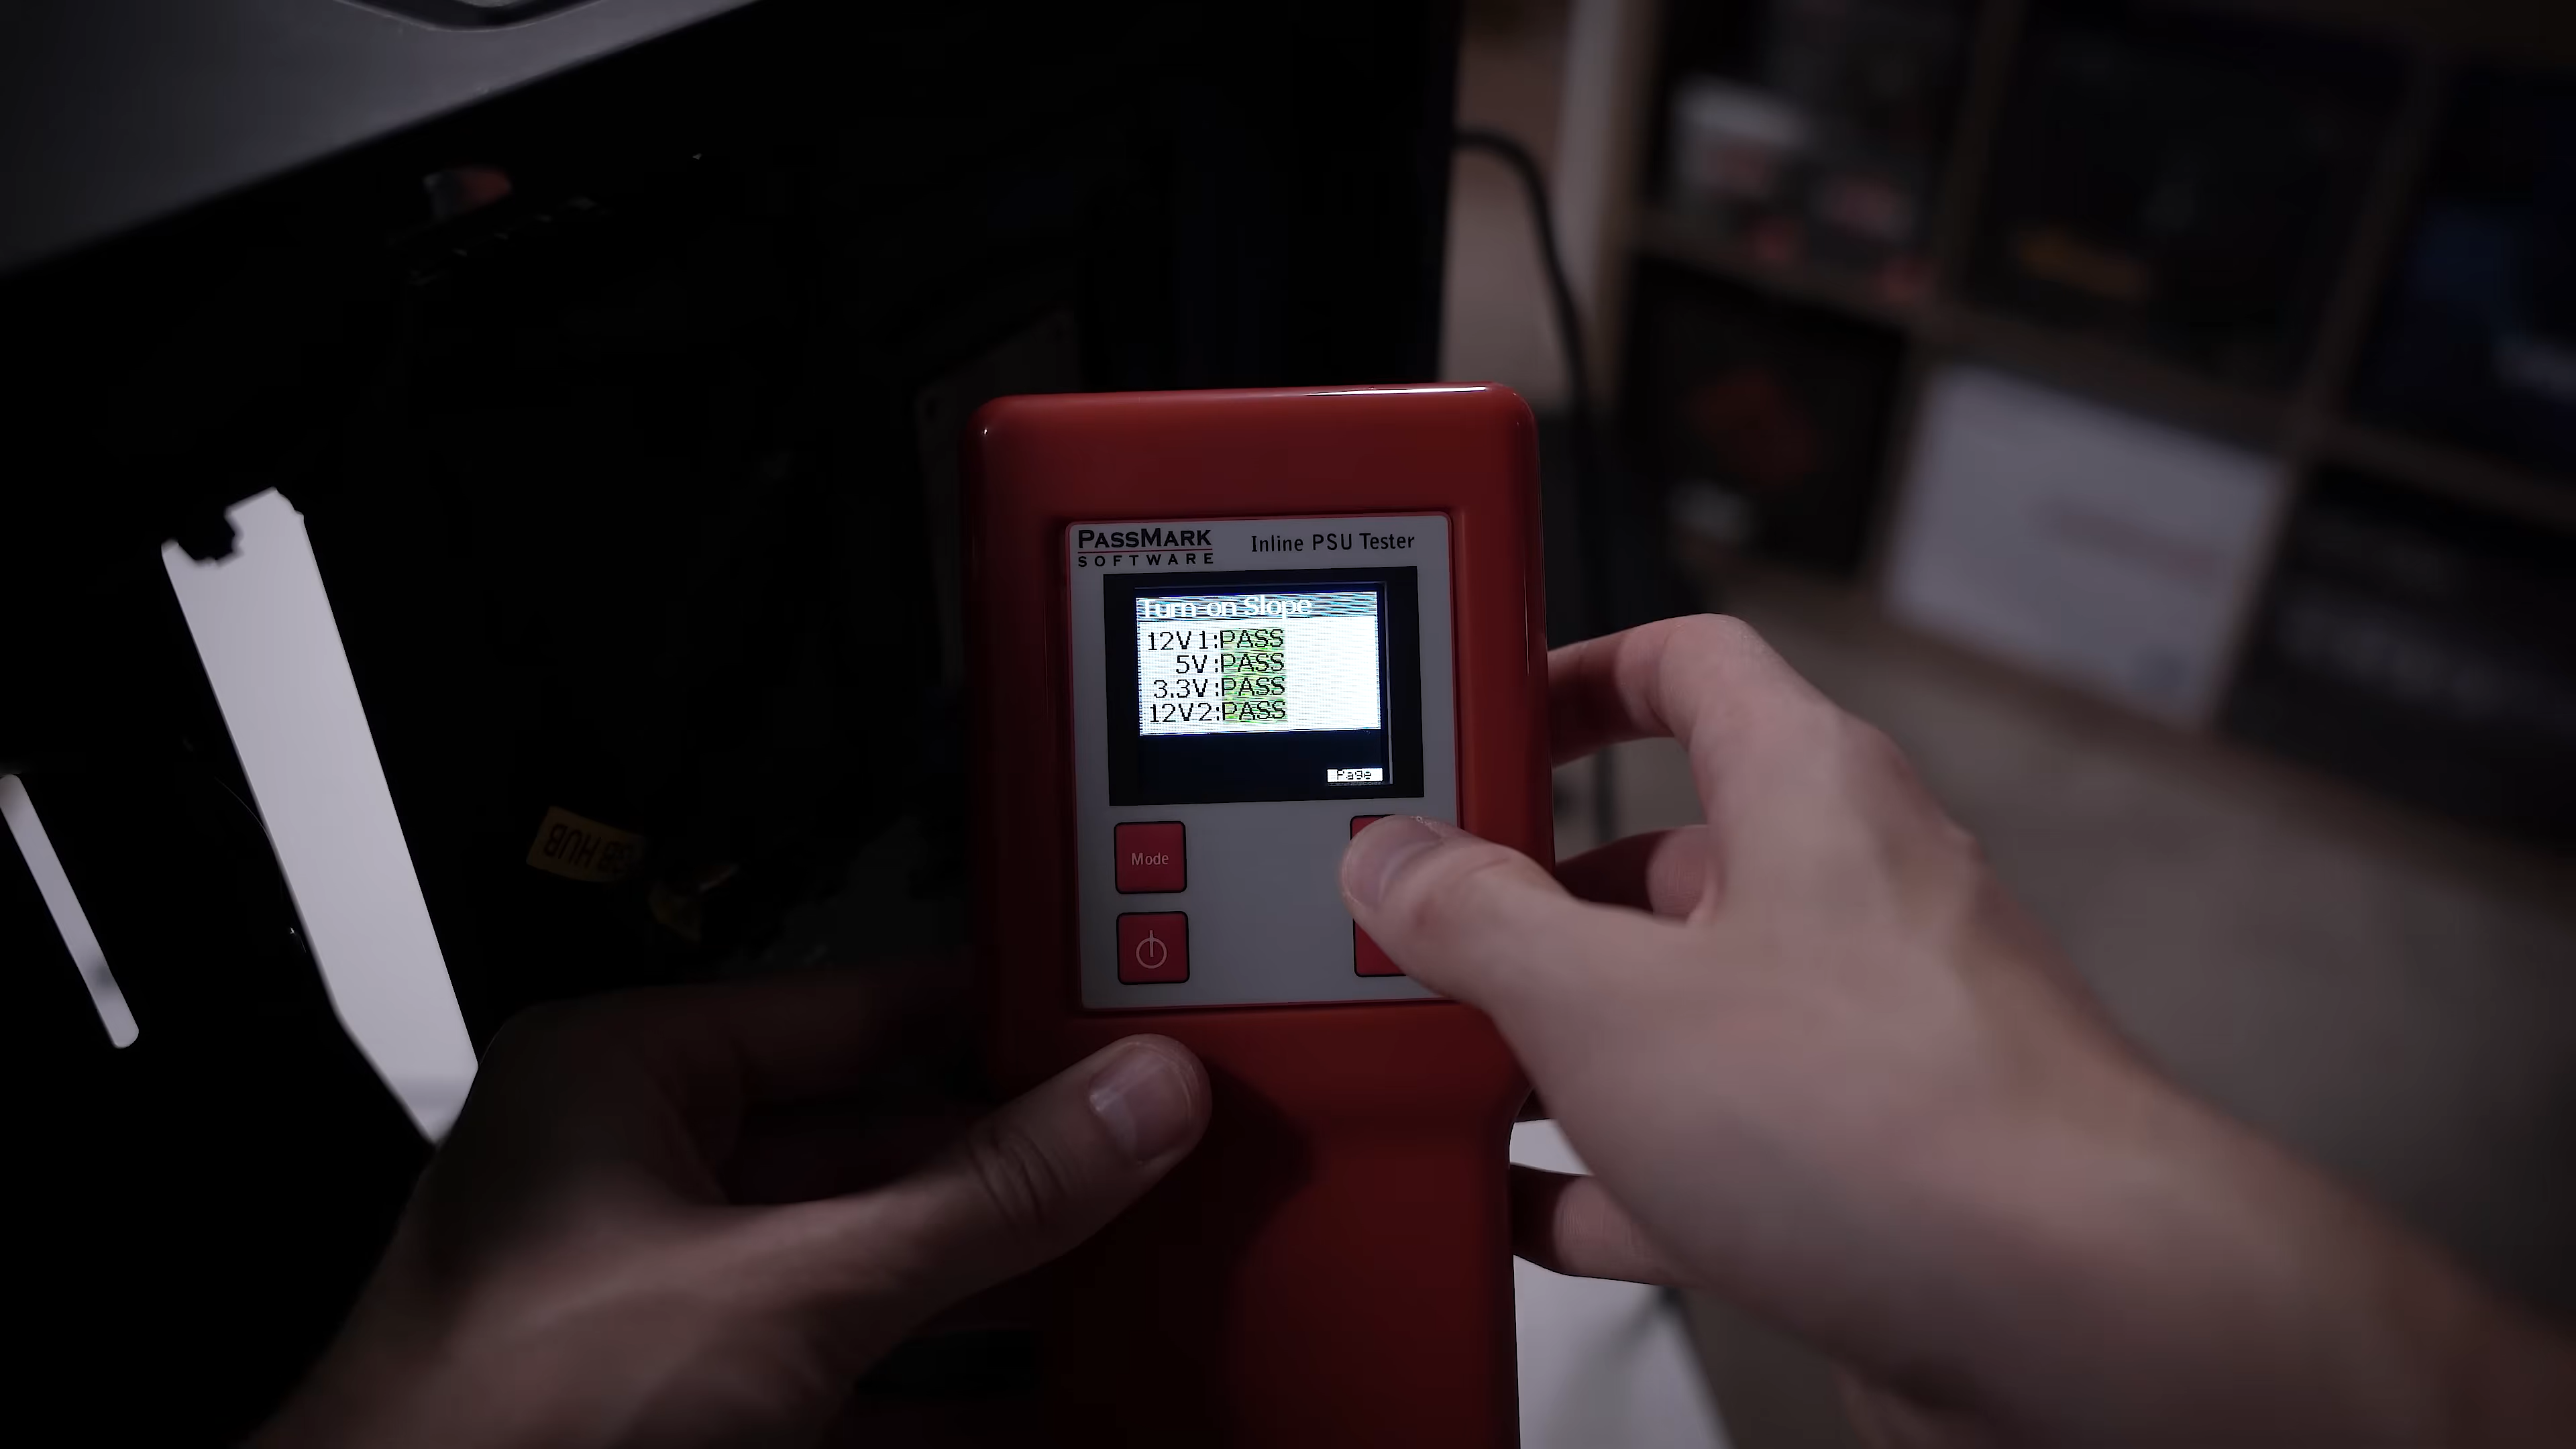 PASSMARK
SOFTWARE
Inline PSU Tester
Turn-on Slope
12V1:PASS
5V:PASS
3.3V:PASS
12V2:PASS
Page
Mode
HUB